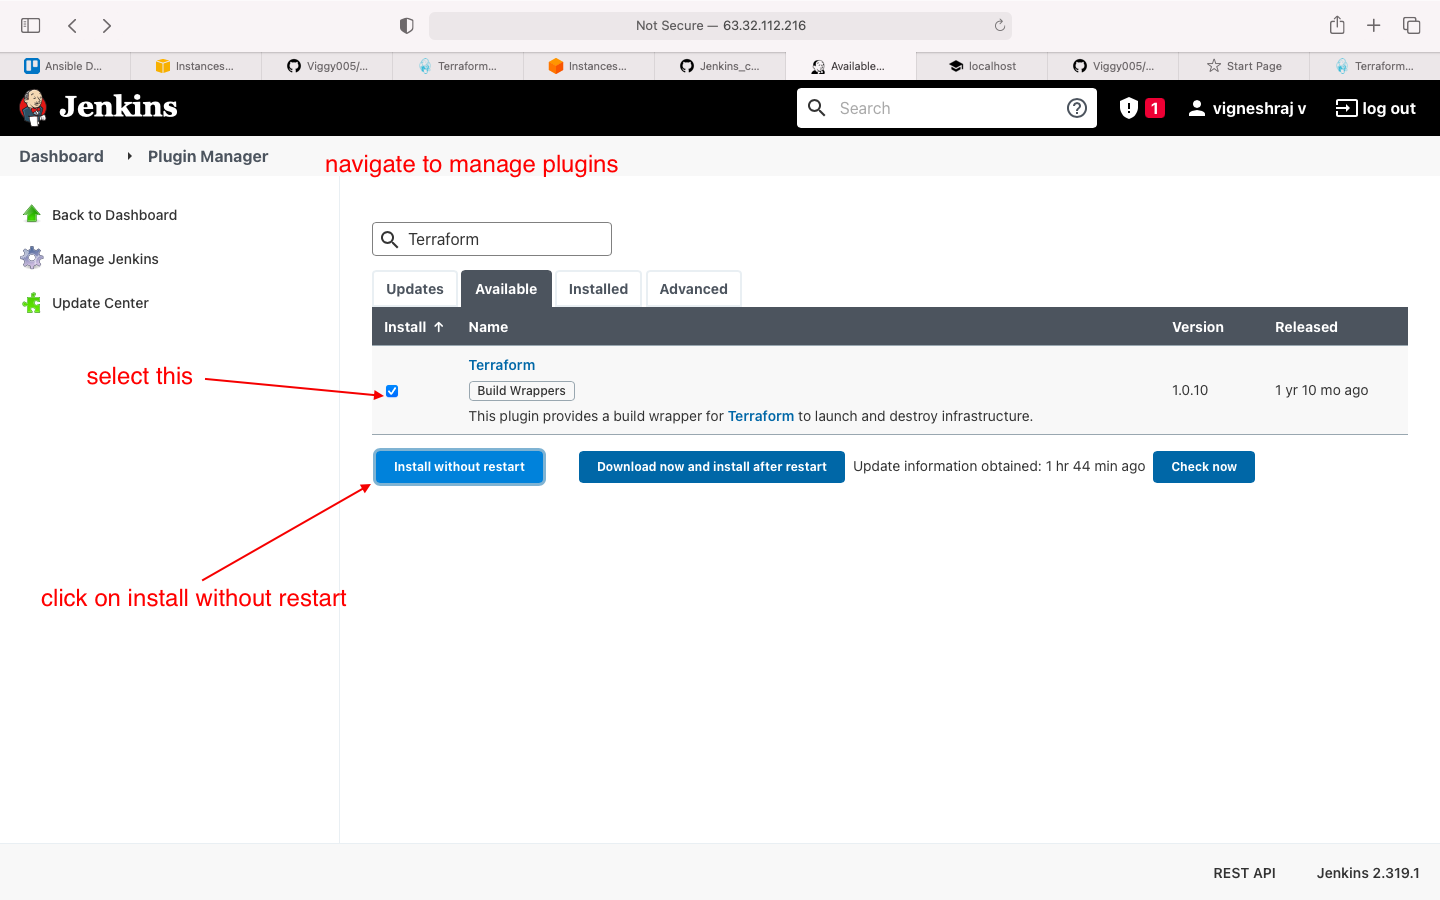 Not Secure — 63.32.112.216
Ansible D...
Instances...
Viggy005/...
Terraform...
Instances...
Jenkins_c...
Available...
localhost
Viggy005/...
Start Page
Terraform...
Jenkins
Search
1
vigneshraj v
log out
Dashboard
Plugin Manager
navigate to manage plugins
Back to Dashboard
Manage Jenkins
Update Center
Terraform
Updates
Available
Installed
Advanced
Install ↑ Name Version Released
select this
Terraform
Build Wrappers
This plugin provides a build wrapper for Terraform to launch and destroy infrastructure.
1.0.10
1 yr 10 mo ago
Install without restart
Download now and install after restart
Update information obtained: 1 hr 44 min ago
Check now
click on install without restart
REST API
Jenkins 2.319.1